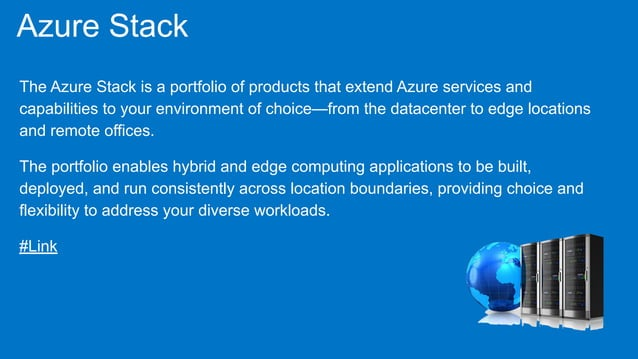 Azure Stack
The Azure Stack is a portfolio of products that extend Azure services and
capabilities to your environment of choice—from the datacenter to edge locations
and remote offices.
The portfolio enables hybrid and edge computing applications to be built,
deployed, and run consistently across location boundaries, providing choice and
flexibility to address your diverse workloads.
#Link